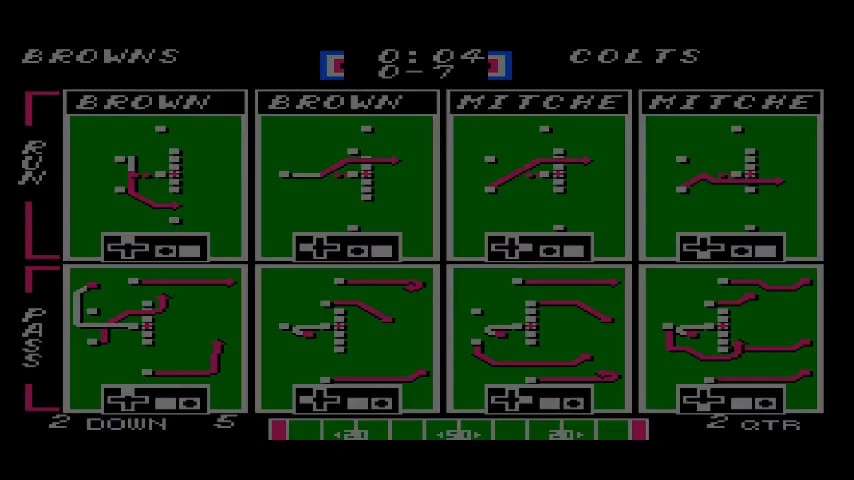 BROWNS 0:04 COLTS
0-7
BROWN BROWN MITCHE MITCHE
RUN
PASS
2 DOWN 5 2 QTR
20 50 20